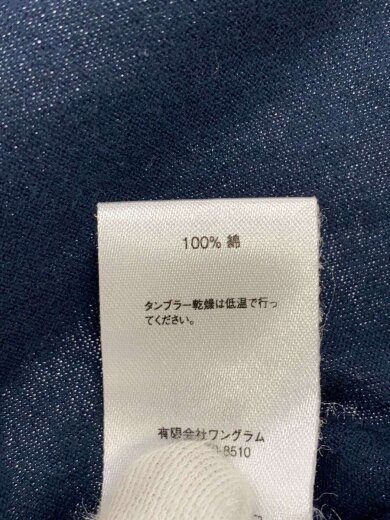 100% 綿
タンブラー乾燥は低温で行っ
てください。
有限会社ワングラム
-8510